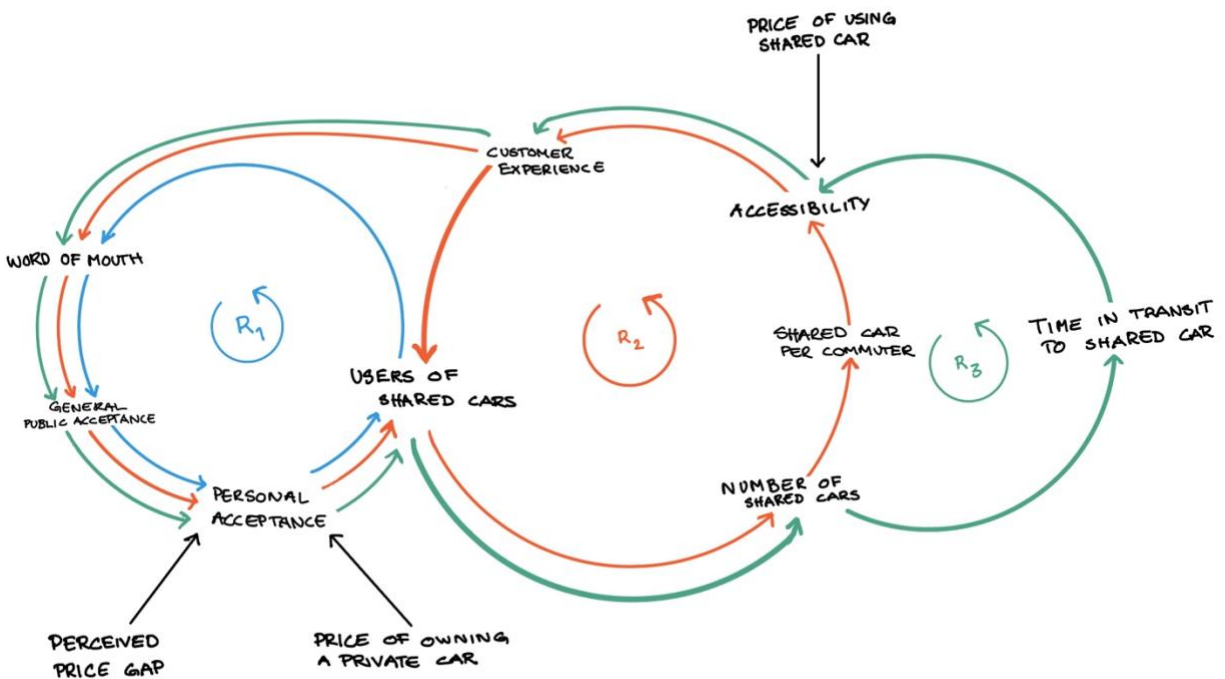 PRICE OF USING
SHARED CAR
CUSTOMER
EXPERIENCE
ACCESSIBILITY
WORD OF MOUTH
R1
R2
SHARED CAR
PER COMMUTER
R3
TIME IN TRANSIT
TO SHARED CAR
USERS OF
SHARED CARS
GENERAL
PUBLIC ACCEPTANCE
PERSONAL
ACCEPTANCE
NUMBER OF
SHARED CARS
PERCEIVED
PRICE GAP
PRICE OF OWNING
A PRIVATE CAR